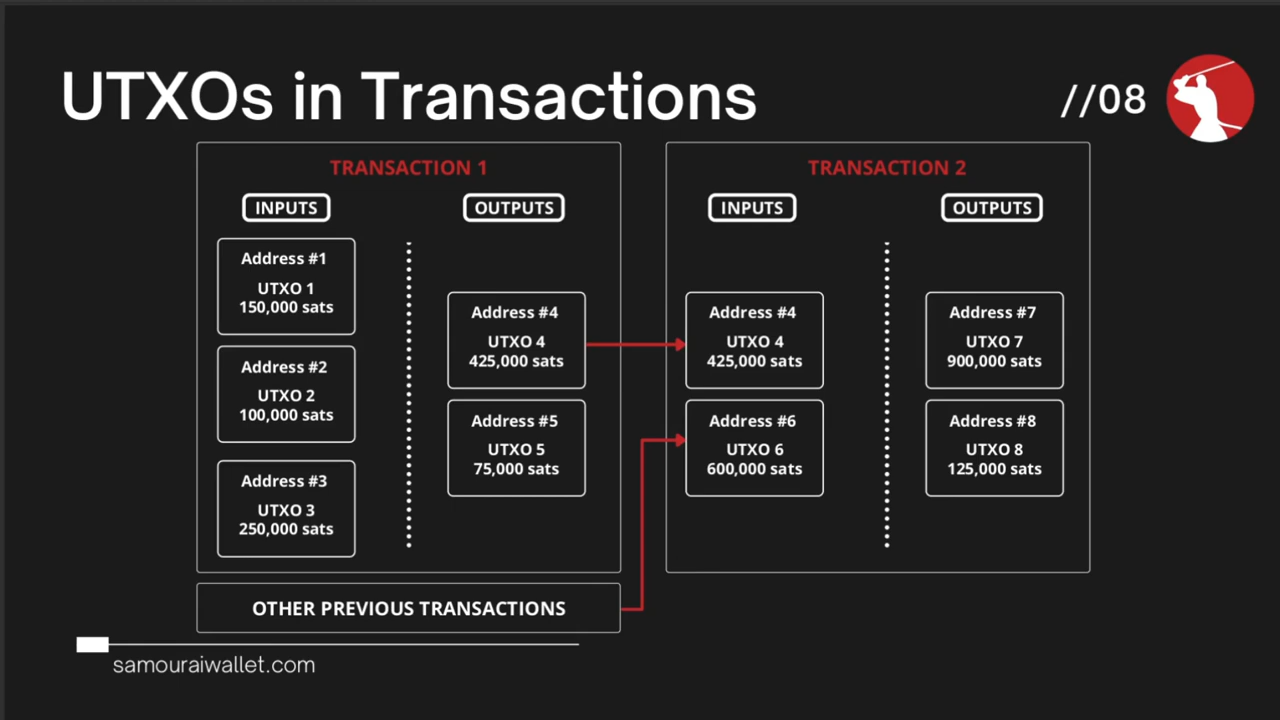 UTXOs in Transactions
//08
TRANSACTION 1
INPUTS
OUTPUTS
Address #1
UTXO 1
150,000 sats
Address #2
UTXO 2
100,000 sats
Address #3
UTXO 3
250,000 sats
Address #4
UTXO 4
425,000 sats
Address #5
UTXO 5
75,000 sats
TRANSACTION 2
INPUTS
OUTPUTS
Address #4
UTXO 4
425,000 sats
Address #6
UTXO 6
600,000 sats
Address #7
UTXO 7
900,000 sats
Address #8
UTXO 8
125,000 sats
OTHER PREVIOUS TRANSACTIONS
samouraiwallet.com